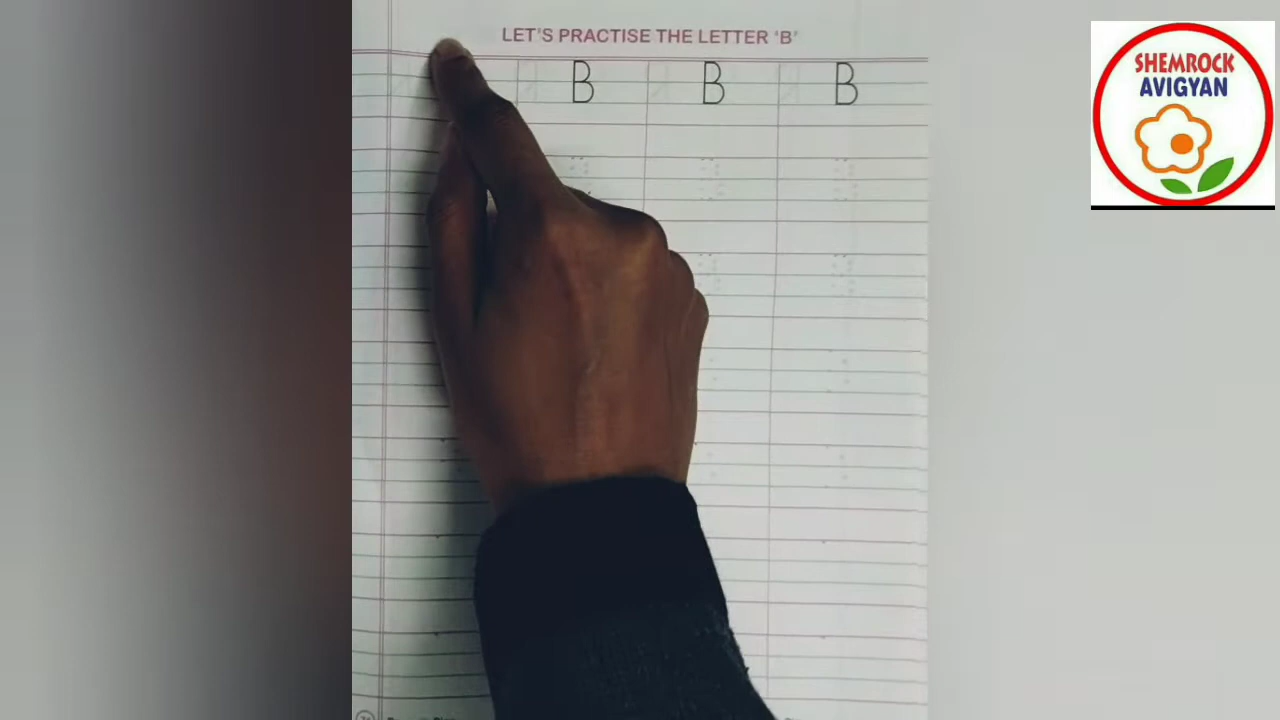 LET'S PRACTISE THE LETTER 'B'
B B B
SHEMROCK
AVIGYAN